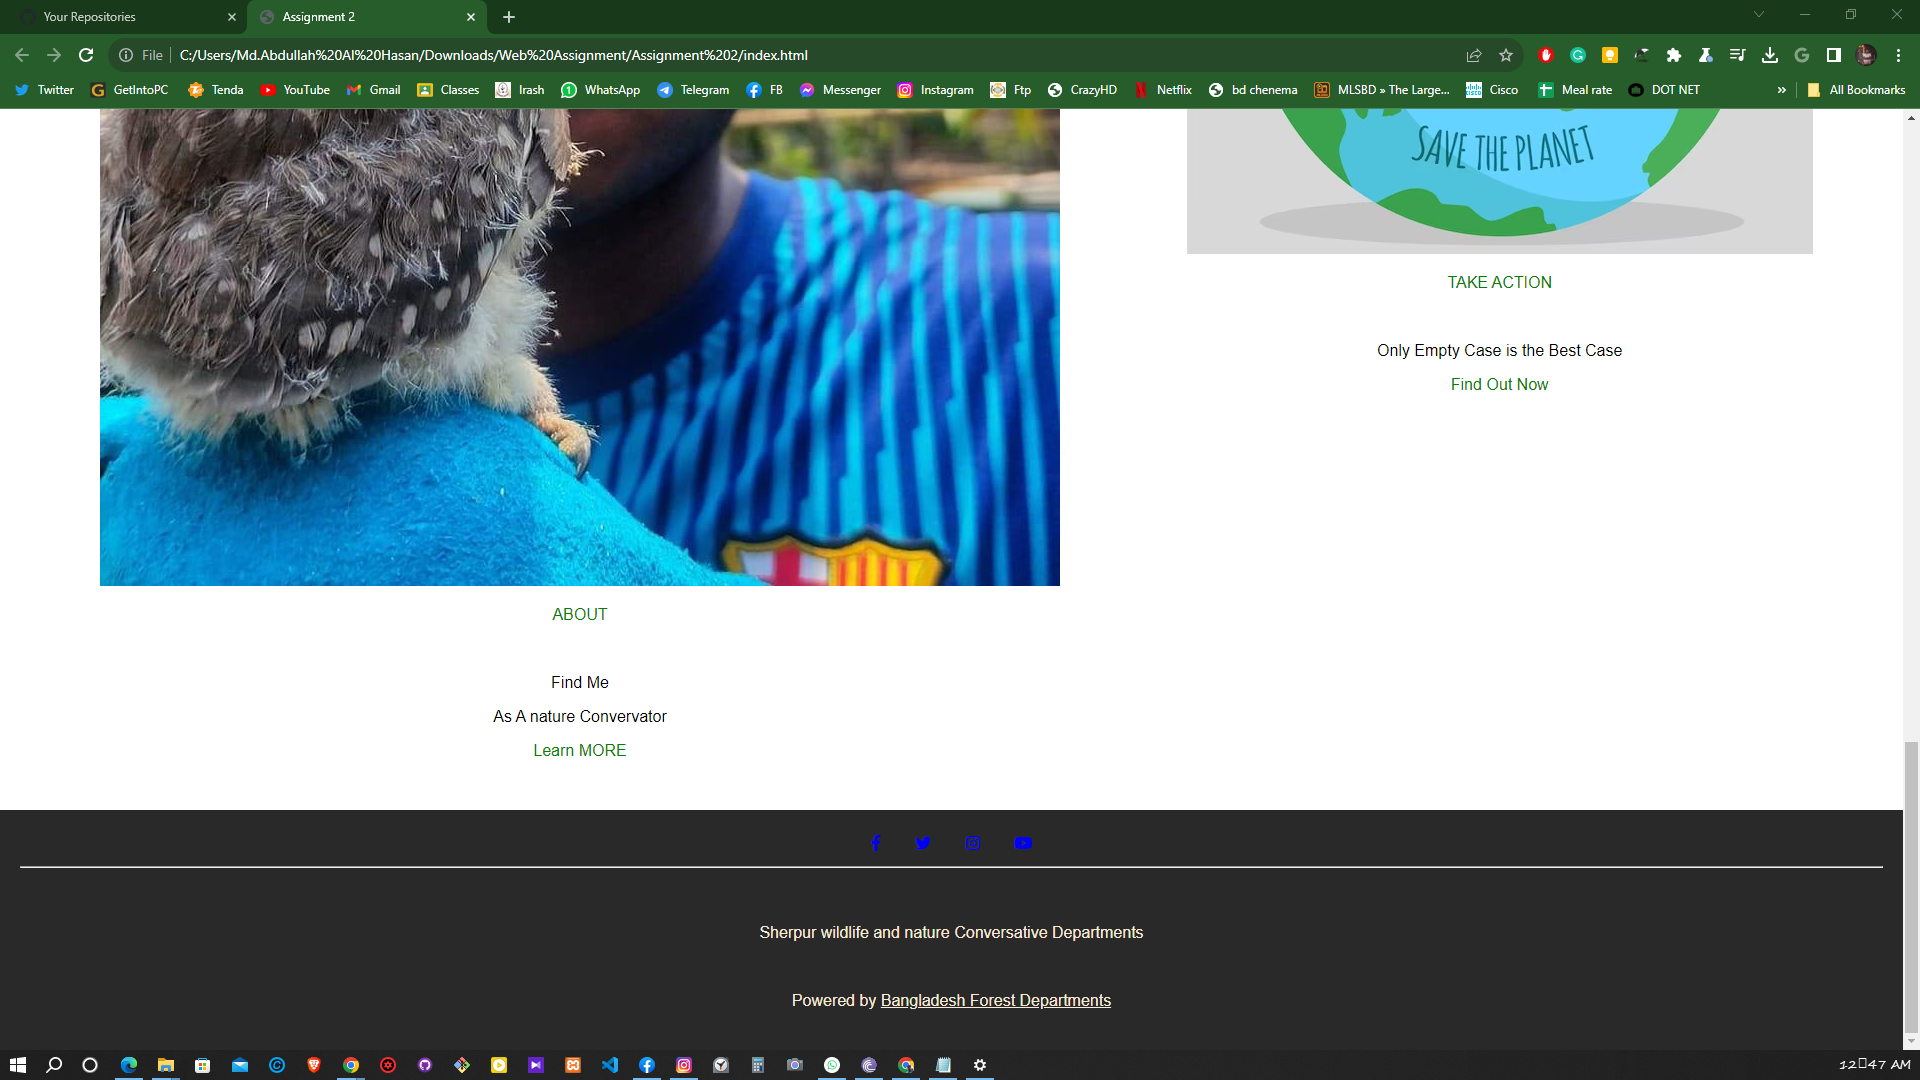 Your Repositories
Assignment 2
File
C:/Users/Md.Abdullah%20Al%20Hasan/Downloads/Web%20Assignment/Assignment%202/index.html
Twitter GetIntoPC Tenda YouTube Gmail Classes Irash WhatsApp Telegram FB Messenger Instagram Ftp CrazyHD Netflix bd chenema MLSBD » The Large... Cisco Meal rate DOT NET » All Bookmarks
SAVE THE PLANET
TAKE ACTION
Only Empty Case is the Best Case
Find Out Now
ABOUT
Find Me
As A nature Convervator
Learn MORE
Sherpur wildlife and nature Conversative Departments
Powered by Bangladesh Forest Departments
12▯47 AM